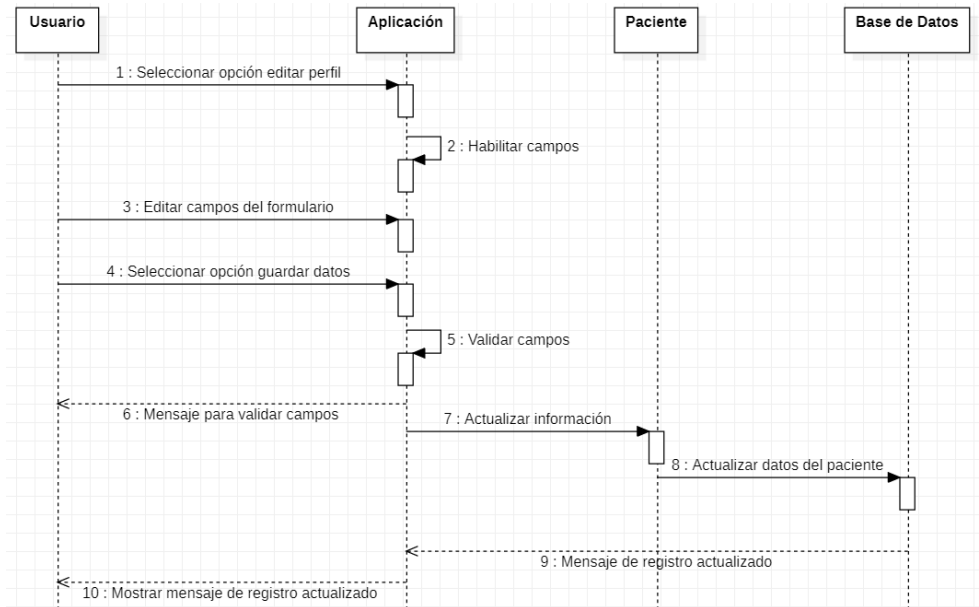 Usuario
Aplicación
Paciente
Base de Datos
1 : Seleccionar opción editar perfil
2 : Habilitar campos
3 : Editar campos del formulario
4 : Seleccionar opción guardar datos
5 : Validar campos
6 : Mensaje para validar campos
7 : Actualizar información
8 : Actualizar datos del paciente
9 : Mensaje de registro actualizado
10 : Mostrar mensaje de registro actualizado